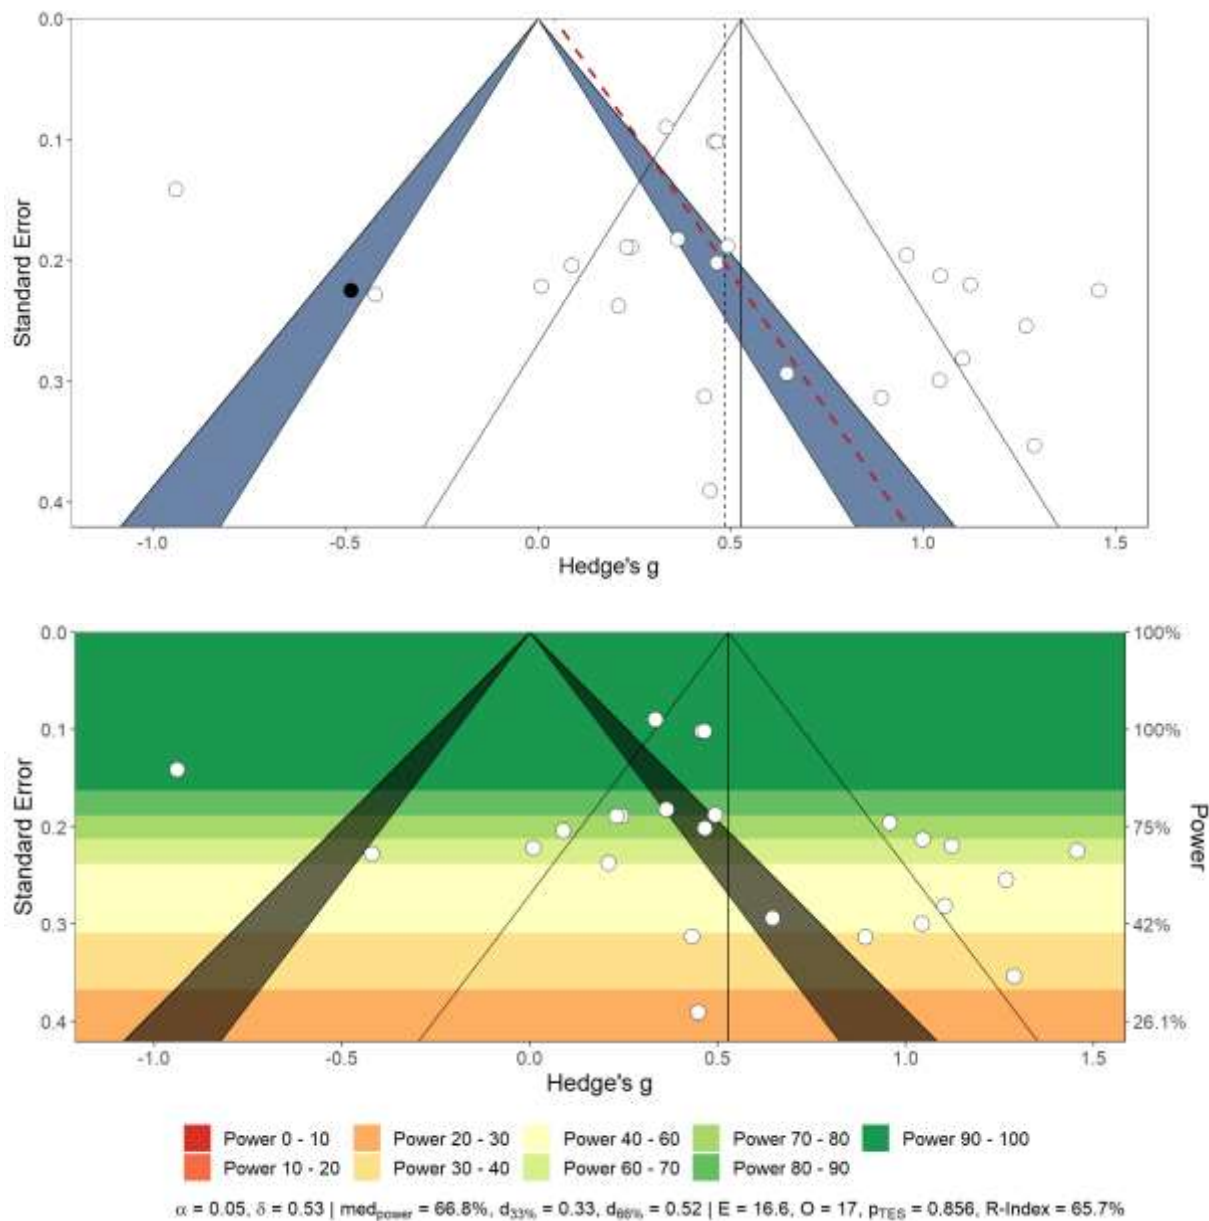 0.0
0.1
0.2
0.3
0.4
Standard Error
-1.0 -0.5 0.0 0.5 1.0 1.5
Hedge's g
0.0 100%
0.1 100%
0.2 75%
0.3 42%
0.4 26.1%
Standard Error
Power
-1.0 -0.5 0.0 0.5 1.0 1.5
Hedge's g
Power 0 - 10 Power 20 - 30 Power 40 - 60 Power 70 - 80 Power 90 - 100
Power 10 - 20 Power 30 - 40 Power 60 - 70 Power 80 - 90
α = 0.05, δ = 0.53 | med_power = 66.8%, d_33% = 0.33, d_66% = 0.52 | E = 16.6, O = 17, p_TES = 0.856, R-Index = 65.7%